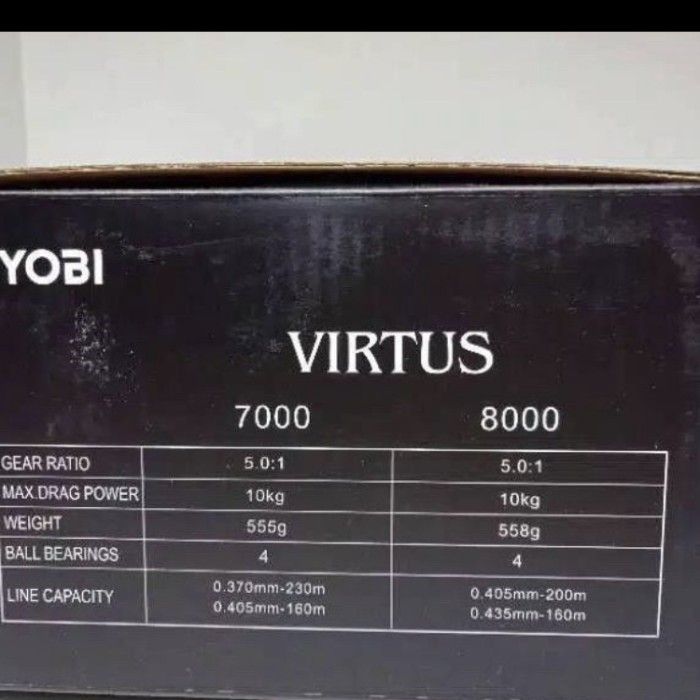 YOBI
VIRTUS
7000 8000
GEAR RATIO 5.0:1 5.0:1
MAX.DRAG POWER 10kg 10kg
WEIGHT 555g 558g
BALL BEARINGS 4 4
LINE CAPACITY 0.370mm-230m 0.405mm-200m
0.405mm-160m 0.435mm-160m